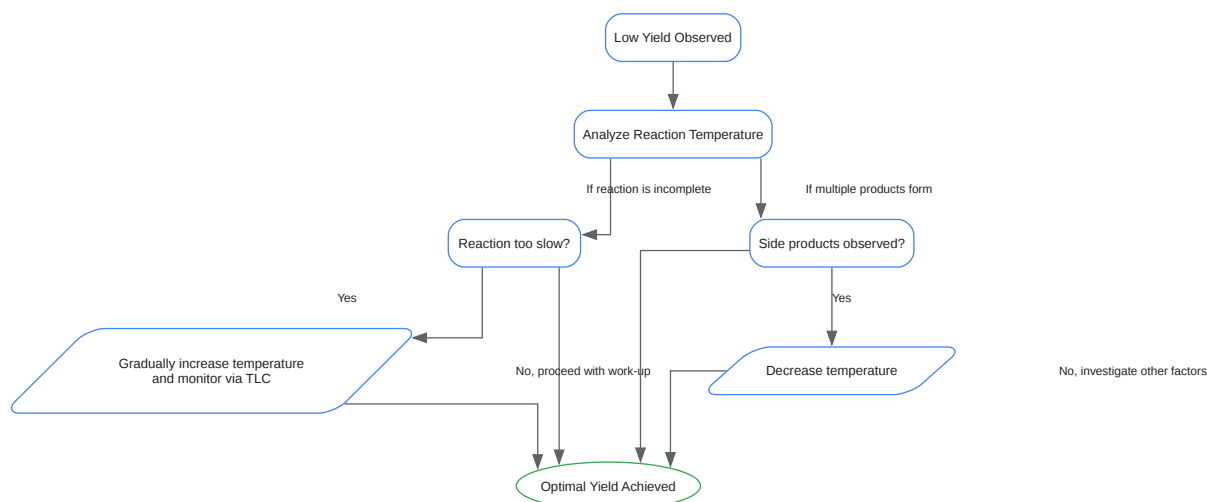 Low Yield Observed
Analyze Reaction Temperature
If reaction is incomplete
If multiple products form
Reaction too slow?
Side products observed?
Yes
Yes
Gradually increase temperature
and monitor via TLC
No, proceed with work-up
Decrease temperature
No, investigate other factors
Optimal Yield Achieved